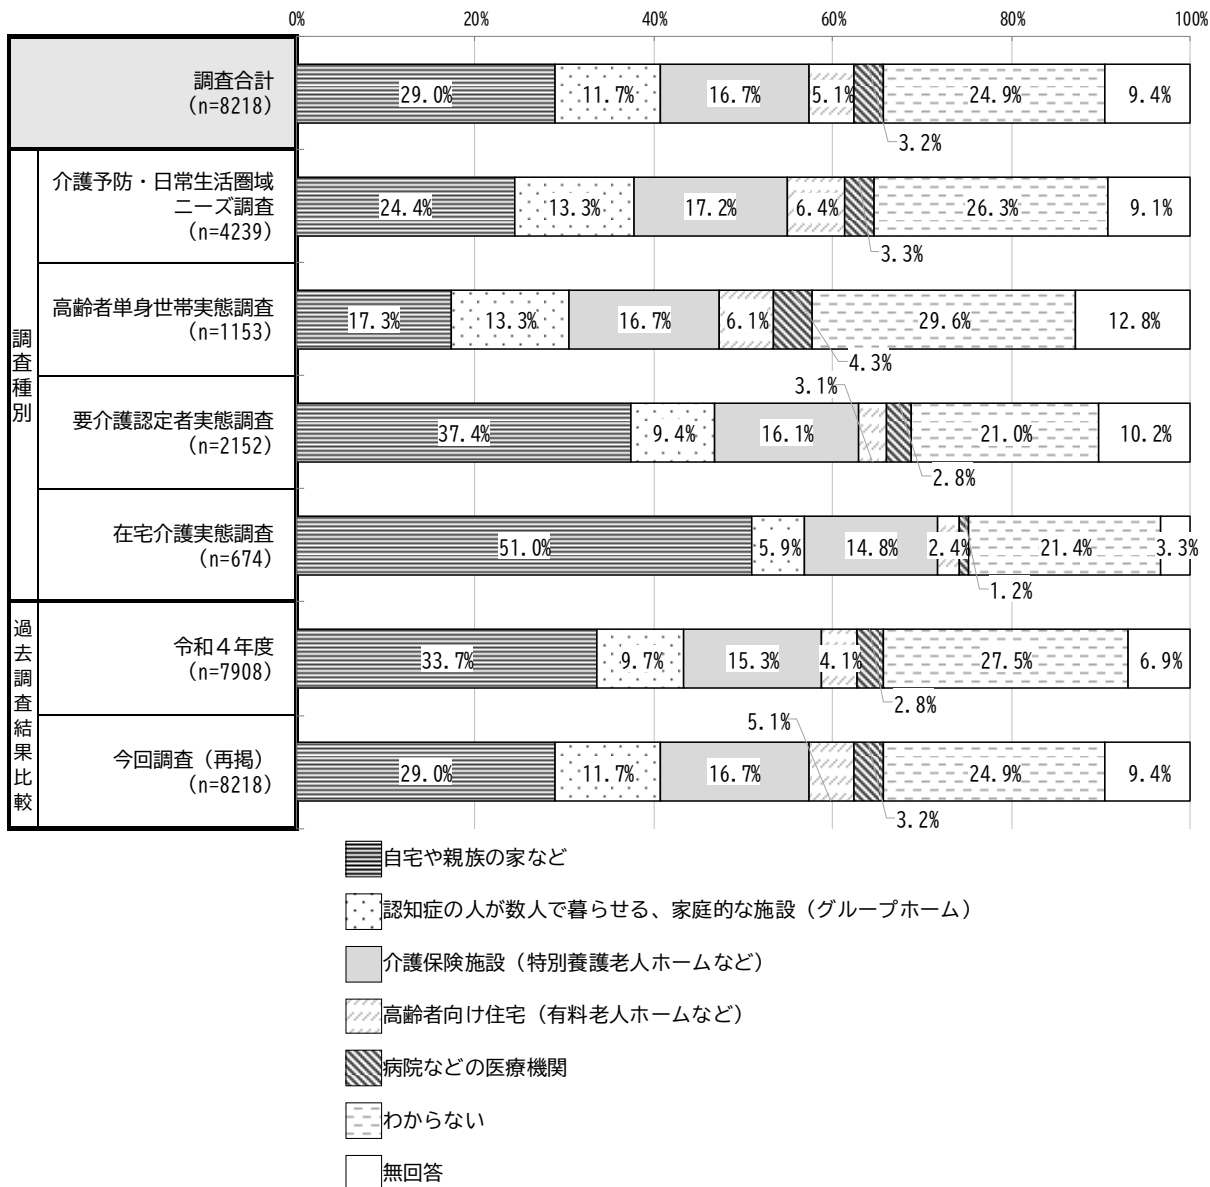 0%
20%
40%
60%
80%
100%
調査合計
(n=8218)
29.0%
11.7%
16.7%
5.1%
3.2%
24.9%
9.4%
調査種別
介護予防・日常生活圏域
ニーズ調査
(n=4239)
24.4%
13.3%
17.2%
6.4%
3.3%
26.3%
9.1%
高齢者単身世帯実態調査
(n=1153)
17.3%
13.3%
16.7%
6.1%
4.3%
29.6%
12.8%
要介護認定者実態調査
(n=2152)
37.4%
9.4%
16.1%
3.1%
2.8%
21.0%
10.2%
在宅介護実態調査
(n=674)
51.0%
5.9%
14.8%
2.4%
1.2%
21.4%
3.3%
過去調査結果比較
令和４年度
(n=7908)
33.7%
9.7%
15.3%
4.1%
2.8%
27.5%
6.9%
今回調査（再掲）
(n=8218)
29.0%
11.7%
16.7%
5.1%
3.2%
24.9%
9.4%
自宅や親族の家など
認知症の人が数人で暮らせる、家庭的な施設（グループホーム）
介護保険施設（特別養護老人ホームなど）
高齢者向け住宅（有料老人ホームなど）
病院などの医療機関
わからない
無回答